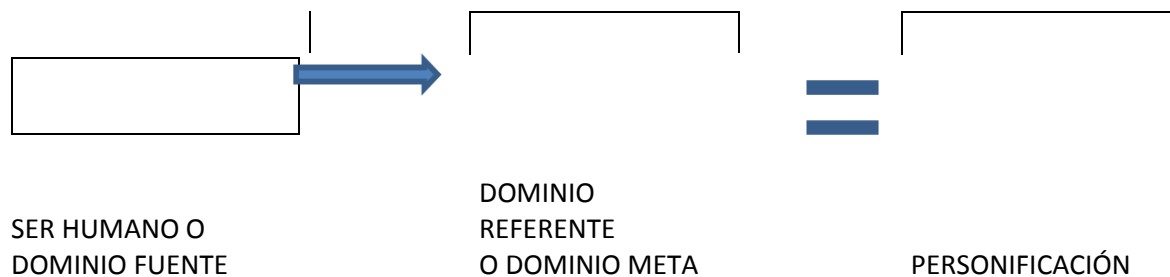 SER HUMANO O
DOMINIO FUENTE
DOMINIO
REFERENTE
O DOMINIO META
PERSONIFICACIÓN